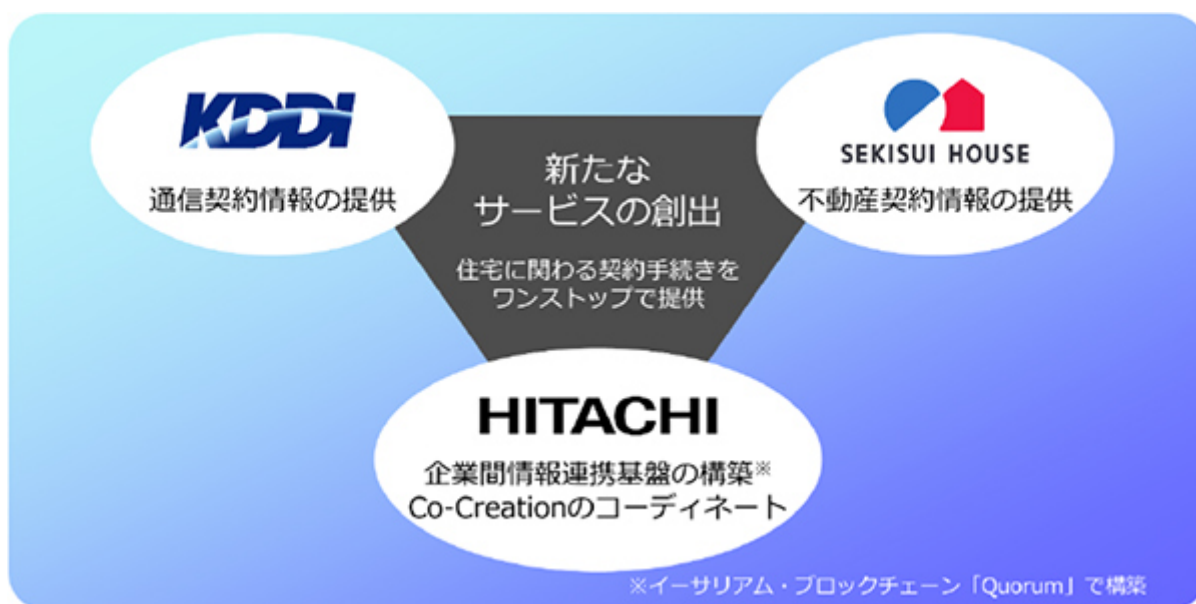 KDDI
通信契約情報の提供
SEKISUI HOUSE
不動産契約情報の提供
新たな
サービスの創出
住宅に関わる契約手続きを
ワンストップで提供
HITACHI
企業間情報連携基盤の構築※
Co-Creationのコーディネート
※イーサリアム・ブロックチェーン「Quorum」で構築